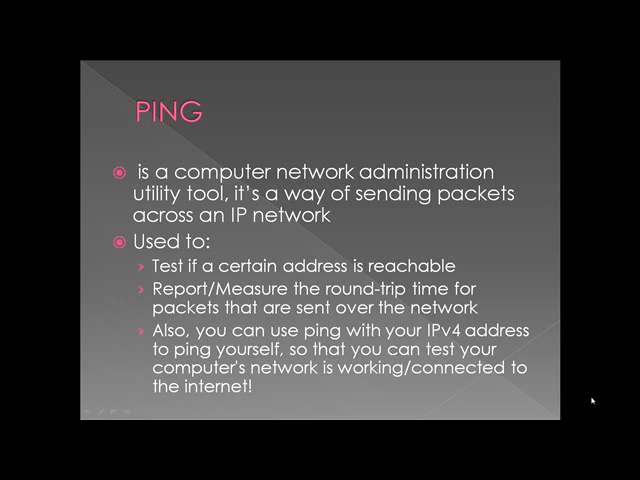 PING
is a computer network administration
utility tool, it's a way of sending packets
across an IP network
Used to:
Test if a certain address is reachable
Report/Measure the round-trip time for
packets that are sent over the network
Also, you can use ping with your IPv4 address
to ping yourself, so that you can test your
computer's network is working/connected to
the internet!